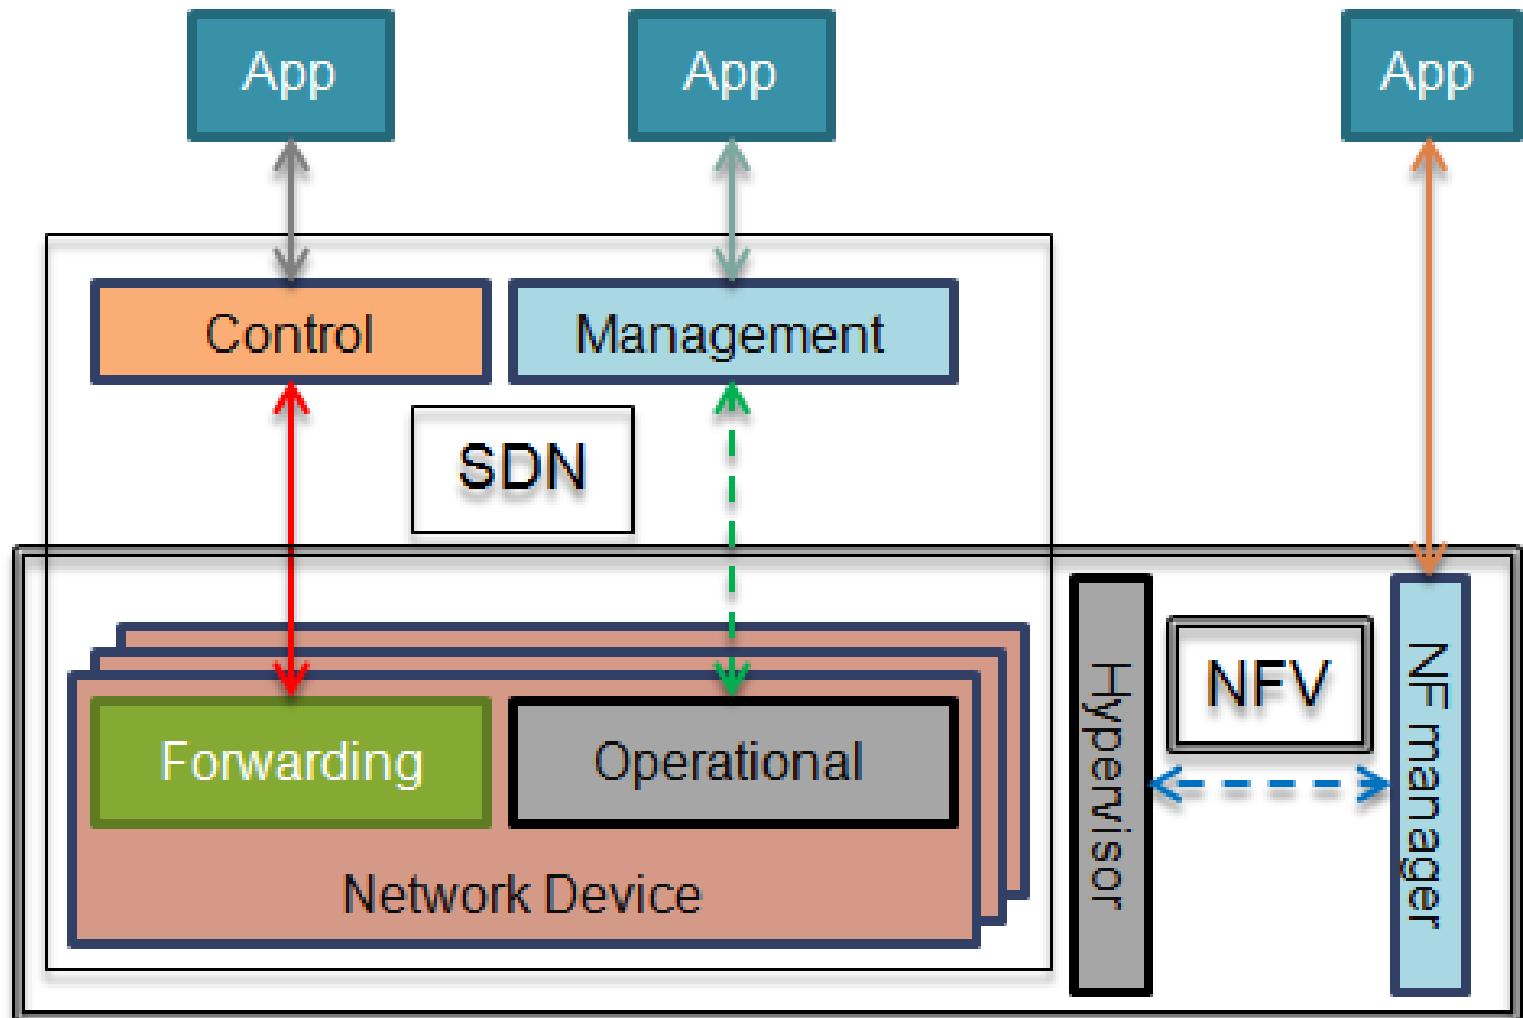 App
App
App
Control
Management
SDN
Forwarding
Operational
Network Device
Hypervisor
NFV
NF manager